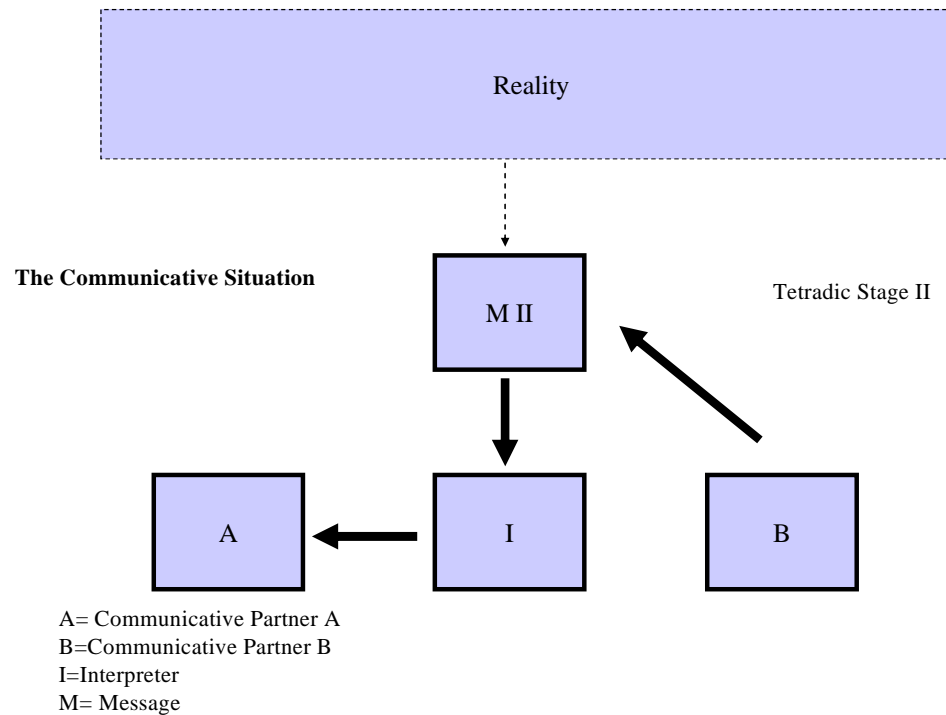 Reality
The Communicative Situation
Tetradic Stage II
M II
A
I
B
A= Communicative Partner A
B=Communicative Partner B
I=Interpreter
M= Message